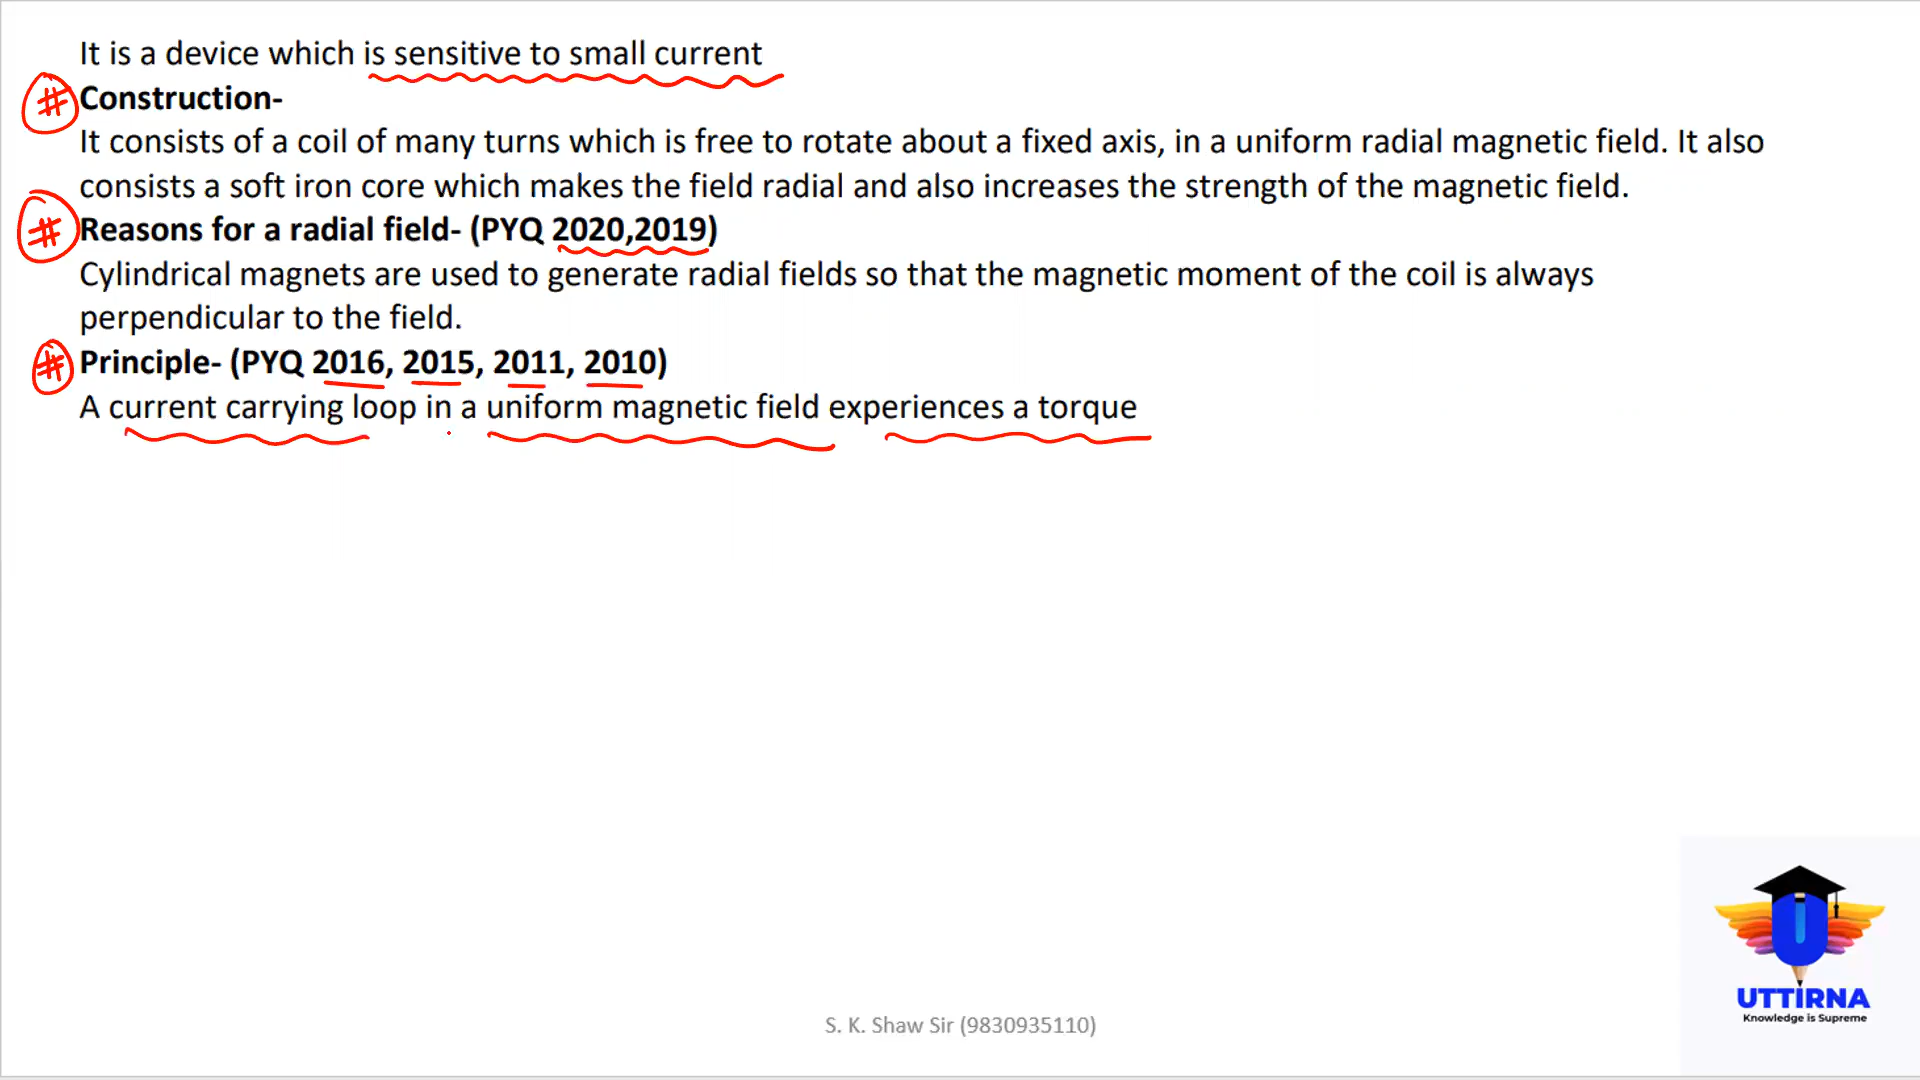 It is a device which is sensitive to small current
# Construction-
It consists of a coil of many turns which is free to rotate about a fixed axis, in a uniform radial magnetic field. It also
consists a soft iron core which makes the field radial and also increases the strength of the magnetic field.
# Reasons for a radial field- (PYQ 2020,2019)
Cylindrical magnets are used to generate radial fields so that the magnetic moment of the coil is always
perpendicular to the field.
# Principle- (PYQ 2016, 2015, 2011, 2010)
A current carrying loop in a uniform magnetic field experiences a torque
UTTIRNA
Knowledge is Supreme
S. K. Shaw Sir (9830935110)